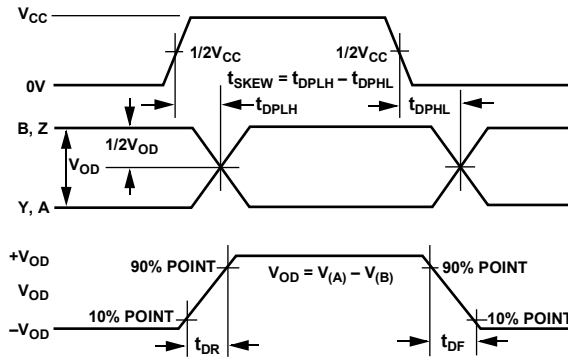 VCC
1/2VCC
1/2VCC
0V
tSKEW = tDPLH – tDPHL
tDPLH
tDPHL
B, Z
1/2VOD
VOD
Y, A
+VOD
90% POINT
VOD = V(A) – V(B)
90% POINT
VOD
10% POINT
10% POINT
–VOD
tDR
tDF